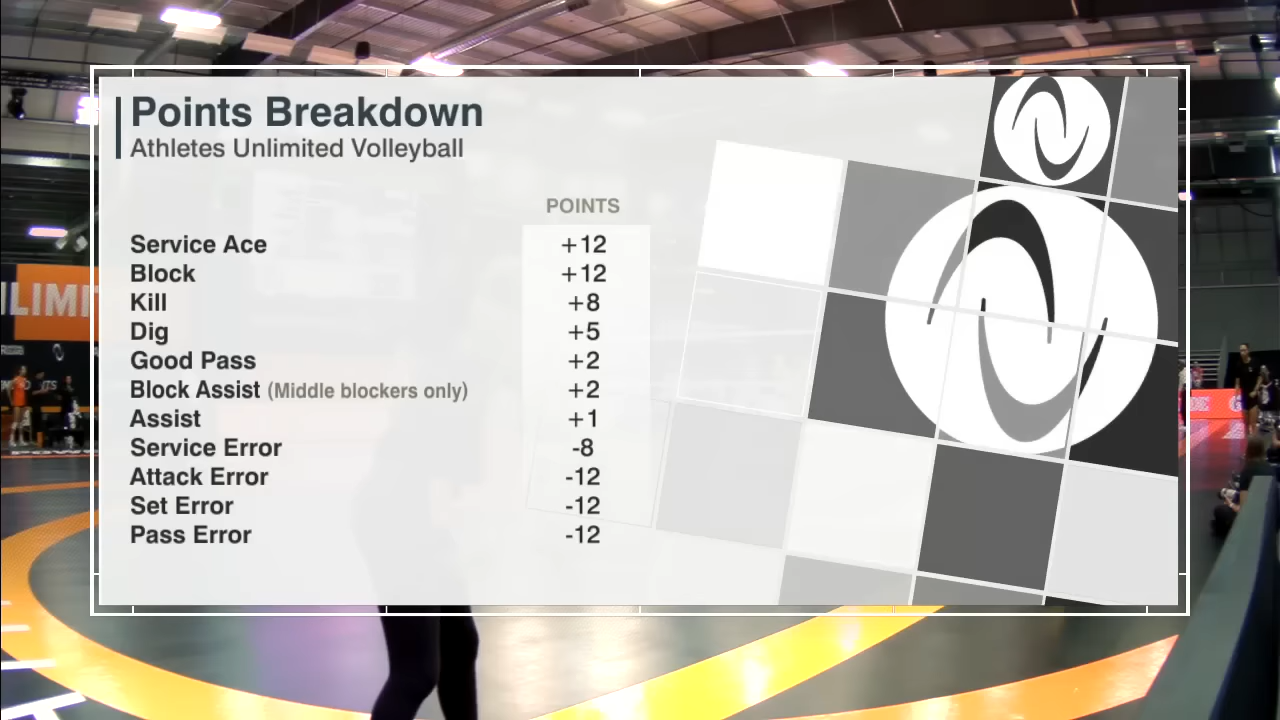 Points Breakdown
Athletes Unlimited Volleyball
POINTS
Service Ace +12
Block +12
Kill +8
Dig +5
Good Pass +2
Block Assist (Middle blockers only) +2
Assist +1
Service Error -8
Attack Error -12
Set Error -12
Pass Error -12
LIMI